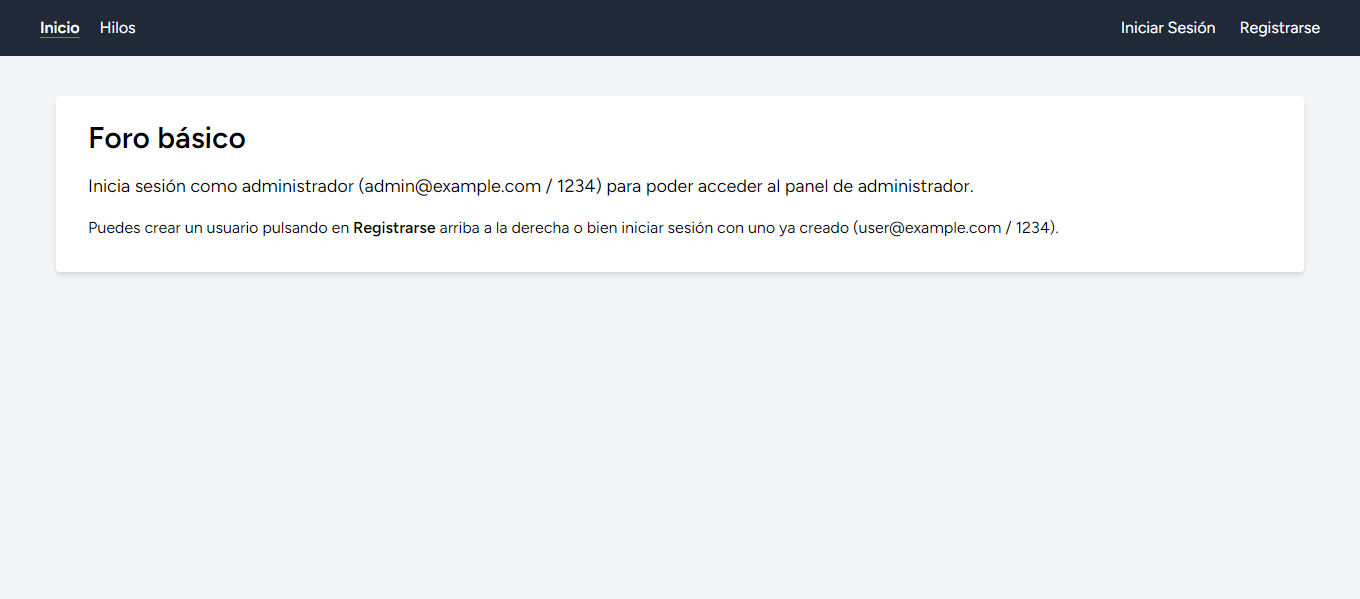 Inicio Hilos Iniciar Sesión Registrarse
Foro básico
Inicia sesión como administrador (admin@example.com / 1234) para poder acceder al panel de administrador.
Puedes crear un usuario pulsando en Registrarse arriba a la derecha o bien iniciar sesión con uno ya creado (user@example.com / 1234).